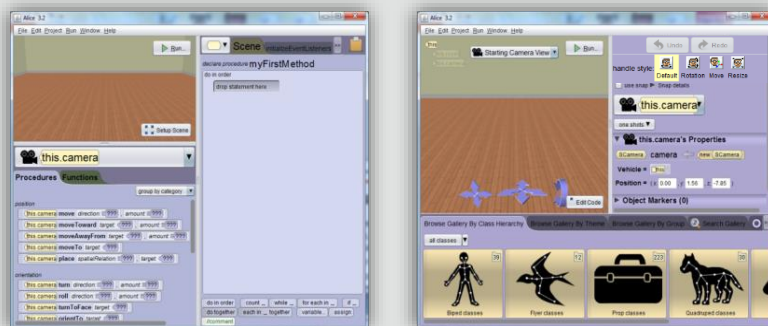 Alice 3.2
File Edit Project Run Window Help
Run...
Scene initializeEventListeners
declare procedure myFirstMethod
do in order
drop statement here
Setup Scene
this.camera
Procedures Functions
group by category
position
this.camera move direction: ??? , amount: ???
this.camera moveToward target: ??? , amount: ???
this.camera moveAwayFrom target: ??? , amount: ???
this.camera moveTo target: ???
this.camera place spatialRelation: ??? , target: ???
orientation
this.camera turn direction: ??? , amount: ???
this.camera roll direction: ??? , amount: ???
this.camera turnToFace target: ???
this.camera orientTo target: ???
do in order count _ while _ for each in _ if _
do together each in _ together variable... assign
//comment
Alice 3.2
File Edit Project Run Window Help
this
Starting Camera View
Run...
Undo Redo
handle style: Default Rotation Move Resize
use snap Snap details
this.camera
one shots
this.camera's Properties
SCamera camera new SCamera
Vehicle = this
Position = (x: 0.00 y: 1.56 z: -7.85 )
Object Markers (0)
Edit Code
Browse Gallery By Class Hierarchy Browse Gallery By Theme Browse Gallery By Group Search Gallery
all classes
39
12
223
39
Biped classes
Flyer classes
Prop classes
Quadruped classes